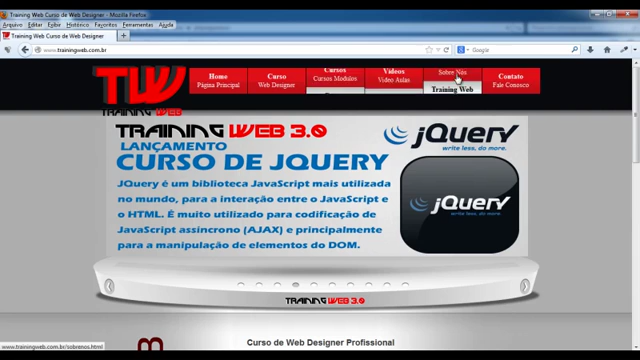 Training Web Curso de Web Designer - Mozilla Firefox
Arquivo Editar Exibir Histórico Favoritos Ferramentas Ajuda
Training Web Curso de Web Designer
www.trainingweb.com.br
Google
TW
TRAINING WEB
Home
Página Principal
Curso
Web Designer
Cursos
Cursos Modulos
Videos
Video Aulas
Sobre Nós
Training Web
Contato
Fale Conosco
TRAINING WEB 3.0
LANÇAMENTO
CURSO DE JQUERY
JQuery é um biblioteca JavaScript mais utilizada
no mundo, para a interação entre o JavaScript e
o HTML. É muito utilizado para codificação de
JavaScript assincrono (AJAX) e principalmente
para a manipulação de elementos do DOM.
jQuery
write less, do more.
jQuery
write less, do more.
TRAINING WEB 3.0
Curso de Web Designer Profissional
www.trainingweb.com.br/sobrenos.html